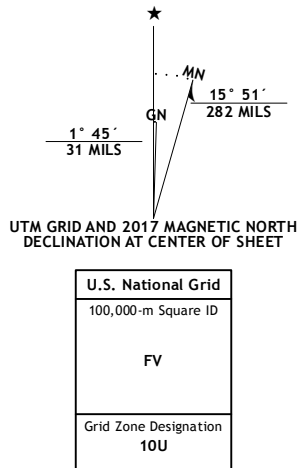 ★
MN
15° 51´
282 MILS
GN
1° 45´
31 MILS
UTM GRID AND 2017 MAGNETIC NORTH
DECLINATION AT CENTER OF SHEET
U.S. National Grid
100,000-m Square ID
FV
Grid Zone Designation
10U